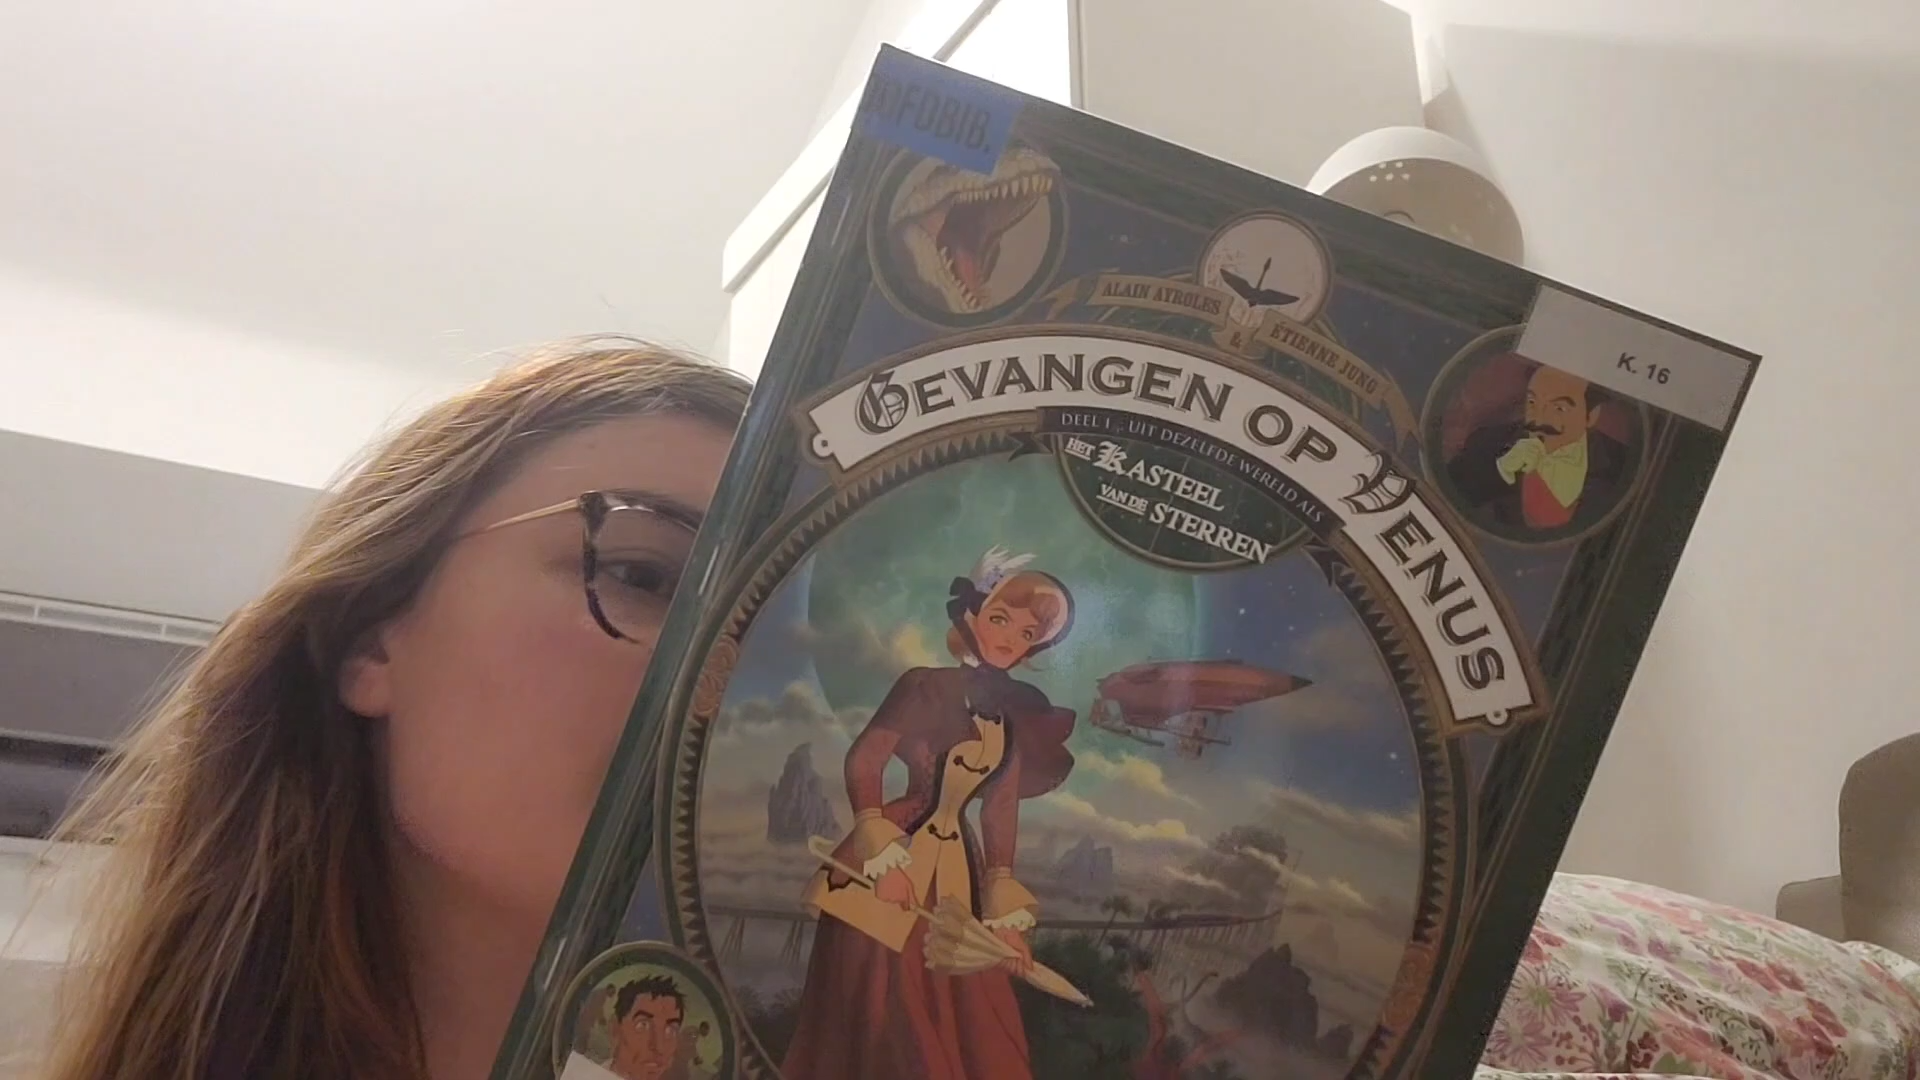 OFDBIB.
K. 16
ALAIN AYROLES
&
ÉTIENNE JUNG
GEVANGEN OP VENUS
DEEL 1 : UIT DEZELFDE WERELD ALS
HET KASTEEL
VAN DE STERREN